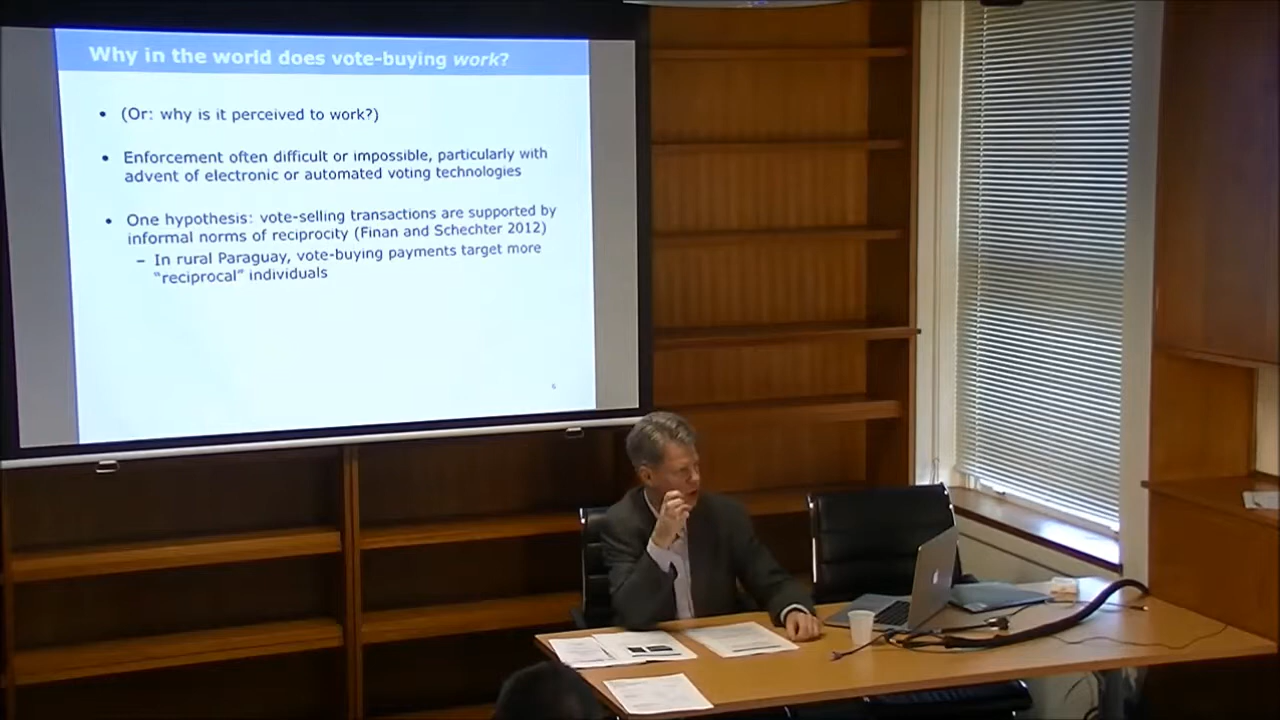 Why in the world does vote-buying work?
• (Or: why is it perceived to work?)
• Enforcement often difficult or impossible, particularly with
advent of electronic or automated voting technologies
• One hypothesis: vote-selling transactions are supported by
informal norms of reciprocity (Finan and Schechter 2012)
– In rural Paraguay, vote-buying payments target more
“reciprocal” individuals